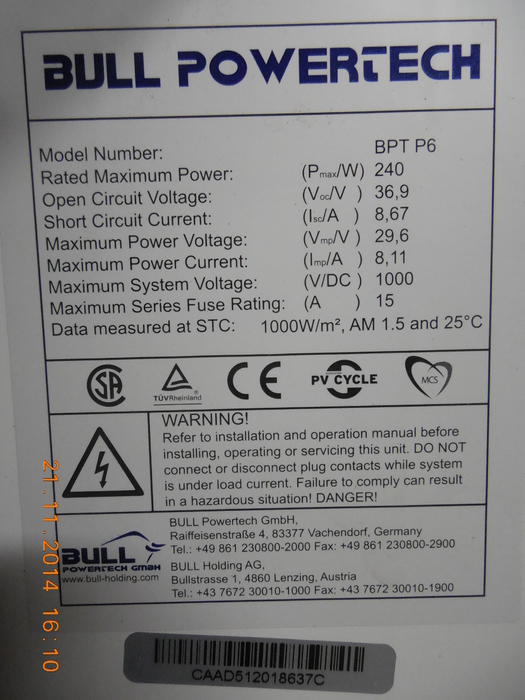 BULL POWERTECH
Model Number: BPT P6
Rated Maximum Power: (Pmax/W) 240
Open Circuit Voltage: (Voc/V ) 36,9
Short Circuit Current: (Isc/A ) 8,67
Maximum Power Voltage: (Vmp/V ) 29,6
Maximum Power Current: (Imp/A ) 8,11
Maximum System Voltage: (V/DC ) 1000
Maximum Series Fuse Rating: (A ) 15
Data measured at STC: 1000W/m², AM 1.5 and 25°C
SA
TÜVRheinland ®
CE
PV CYCLE
MCS
WARNING!
Refer to installation and operation manual before
installing, operating or servicing this unit. DO NOT
connect or disconnect plug contacts while system
is under load current. Failure to comply can result
in a hazardous situation! DANGER!
BULL
POWERTECH GmbH
www.bull-holding.com
BULL Powertech GmbH,
Raiffeisenstraße 4, 83377 Vachendorf, Germany
Tel.: +49 861 230800-2000 Fax: +49 861 230800-2900
BULL Holding AG,
Bullstrasse 1, 4860 Lenzing, Austria
Tel.: +43 7672 30010-1000 Fax: +43 7672 30010-1900
CAAD512018637C
21.11.2014 16:10